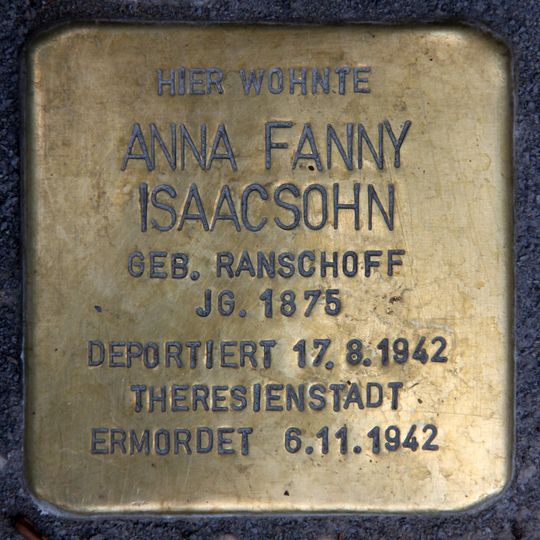 HIER WOHNTE
ANNA FANNY
ISAACSOHN
GEB. RANSCHOFF
JG. 1875
DEPORTIERT 17.8.1942
THERESIENSTADT
ERMORDET 6.11.1942